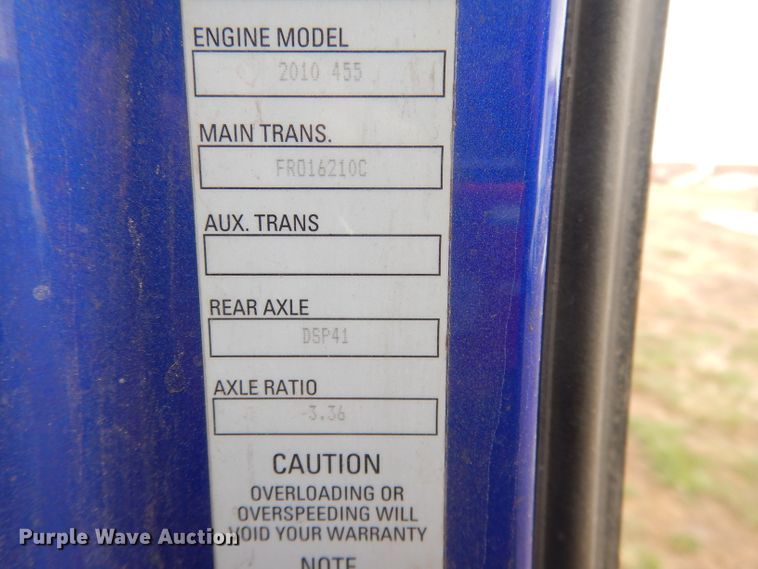 ENGINE MODEL
2010 455
MAIN TRANS.
FRO16210C
AUX. TRANS
REAR AXLE
DSP41
AXLE RATIO
3.36
CAUTION
OVERLOADING OR
OVERSPEEDING WILL
VOID YOUR WARRANTY
NOTE
Purple Wave Auction